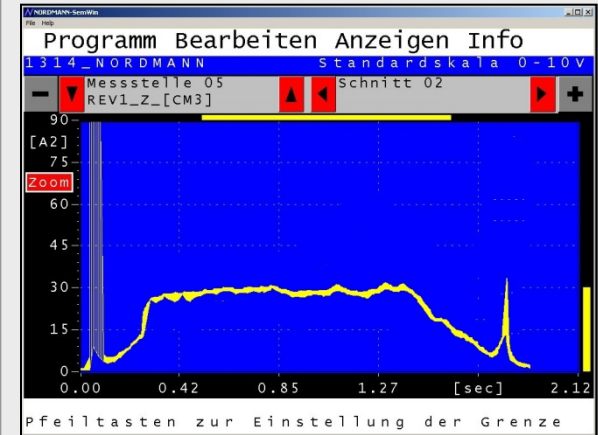 NORDMANN-SemWin
File Help
Programm Bearbeiten Anzeigen Info
1314_NORDMANN Standardskala 0-10V
Messstelle 05 Schnitt 02
REV1_Z_[CM3]
90
[A2]
75
Zoom
60
45
30
15
0
0.00 0.42 0.85 1.27 [sec] 2.12
Pfeiltasten zur Einstellung der Grenze